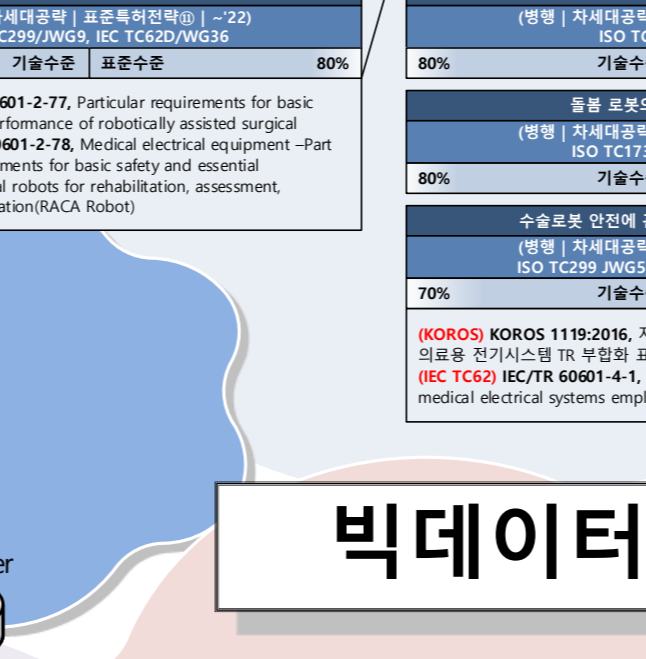 세대공략 | 표준특허전략⑪ | ~'22)
C299/JWG9, IEC TC62D/WG36
기술수준 표준수준 80%
601-2-77, Particular requirements for basic
rformance of robotically assisted surgical
0601-2-78, Medical electrical equipment –Part
ments for basic safety and essential
al robots for rehabilitation, assessment,
ation(RACA Robot)
(병행 | 차세대공략
ISO TC
80% 기술수
돌봄 로봇의
(병행 | 차세대공략
ISO TC173
80% 기술수
수술로봇 안전에
(병행 | 차세대공략
ISO TC299 JWG5
70% 기술수
(KOROS) KOROS 1119:2016,
의료용 전기시스템 TR 부합화
(IEC TC62) IEC/TR 60601-4-1,
medical electrical systems empl
빅데이터
er